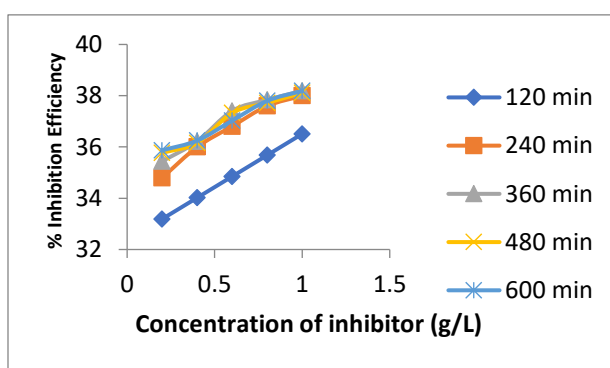 40
38
36
34
32
% Inhibition Efficiency
0
0.5
1
1.5
Concentration of inhibitor (g/L)
120 min
240 min
360 min
480 min
600 min